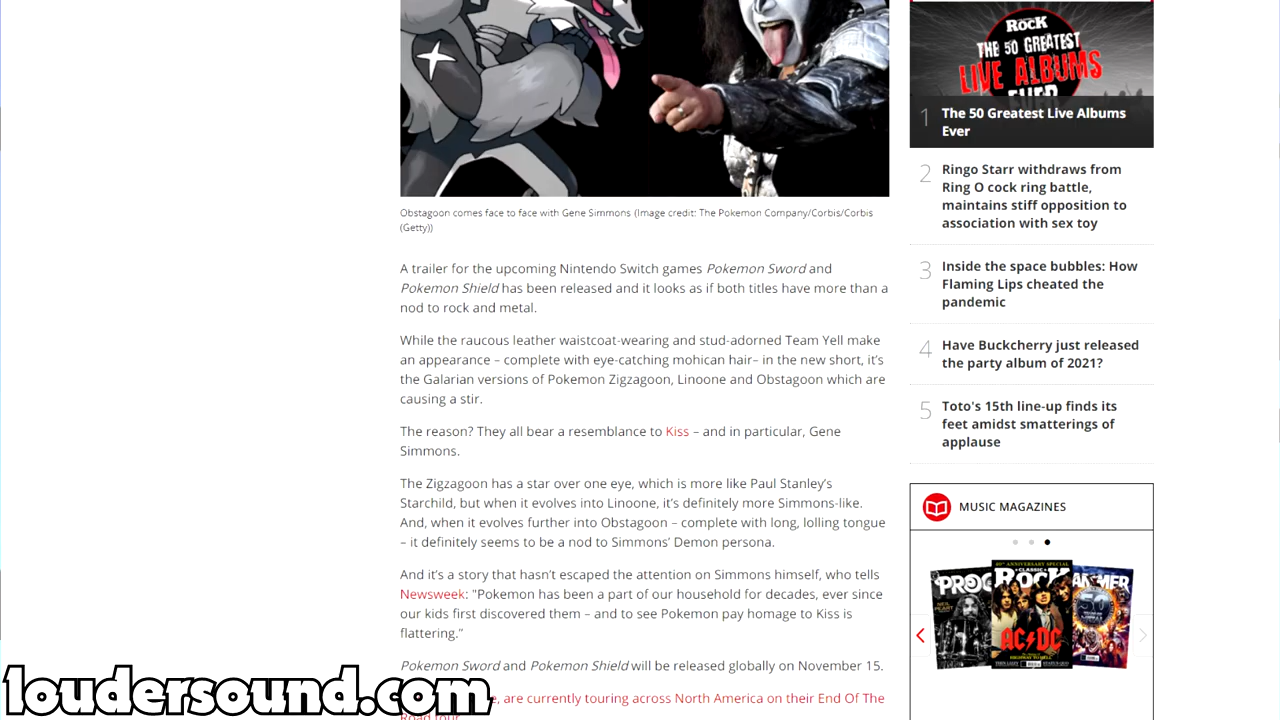 Obstagoon comes face to face with Gene Simmons (Image credit: The Pokemon Company/Corbis/Corbis
(Getty))
A trailer for the upcoming Nintendo Switch games Pokemon Sword and
Pokemon Shield has been released and it looks as if both titles have more than a
nod to rock and metal.
While the raucous leather waistcoat-wearing and stud-adorned Team Yell make
an appearance – complete with eye-catching mohican hair– in the new short, it’s
the Galarian versions of Pokemon Zigzagoon, Linoone and Obstagoon which are
causing a stir.
The reason? They all bear a resemblance to Kiss – and in particular, Gene
Simmons.
The Zigzagoon has a star over one eye, which is more like Paul Stanley’s
Starchild, but when it evolves into Linoone, it’s definitely more Simmons-like.
And, when it evolves further into Obstagoon – complete with long, lolling tongue
– it definitely seems to be a nod to Simmons’ Demon persona.
And it’s a story that hasn’t escaped the attention on Simmons himself, who tells
Newsweek: "Pokemon has been a part of our household for decades, ever since
our kids first discovered them – and to see Pokemon pay homage to Kiss is
flattering.”
Pokemon Sword and Pokemon Shield will be released globally on November 15.
e, are currently touring across North America on their End Of The
Road tour
loudersound.com
ROCK
THE 50 GREATEST
LIVE ALBUMS
EVER
1 The 50 Greatest Live Albums
Ever
2 Ringo Starr withdraws from
Ring O cock ring battle,
maintains stiff opposition to
association with sex toy
3 Inside the space bubbles: How
Flaming Lips cheated the
pandemic
4 Have Buckcherry just released
the party album of 2021?
5 Toto's 15th line-up finds its
feet amidst smatterings of
applause
MUSIC MAGAZINES
PROG
CLASSIC
ROCK
AC/DC
50